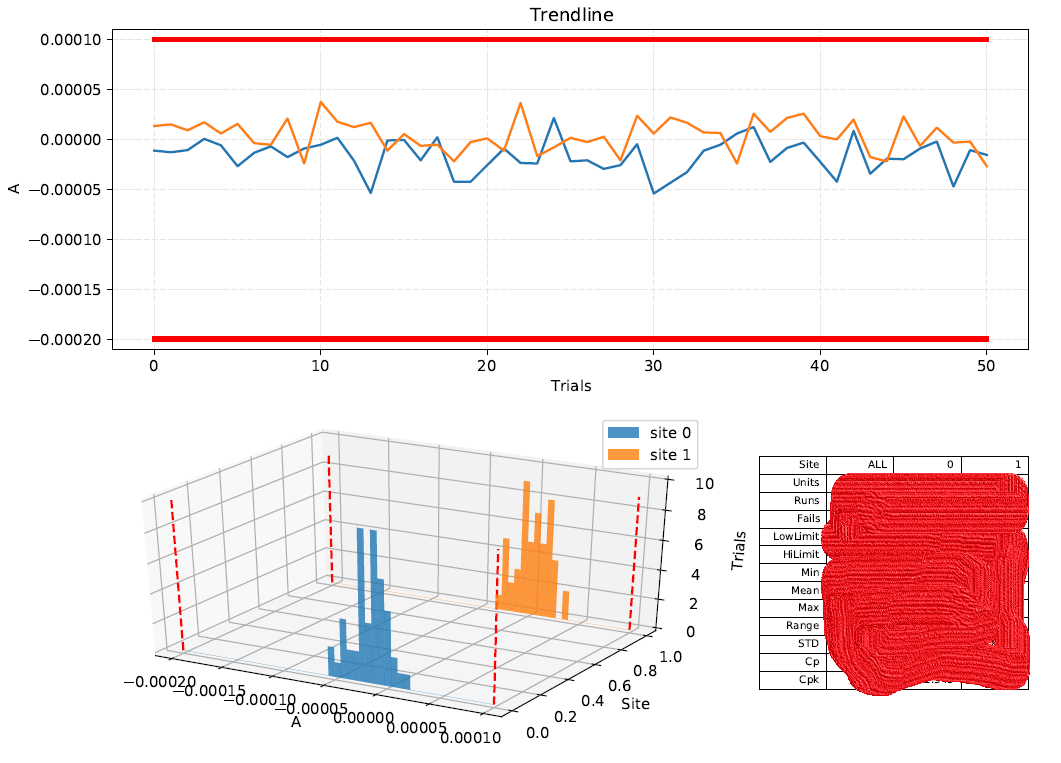 Trendline
0.00010
0.00005
0.00000
−0.00005
−0.00010
−0.00015
−0.00020
A
0 10 20 30 40 50
Trials
site 0
site 1
10
8
6
4
2
0
Trials
−0.00020
−0.00015
−0.00010
−0.00005
0.00000
0.00005
0.00010
A
0.0
0.2
0.4
0.6
0.8
1.0
Site
Site ALL 0 1
Units
Runs
Fails
LowLimit
HiLimit
Min
Mean
Max
Range
STD
Cp
Cpk